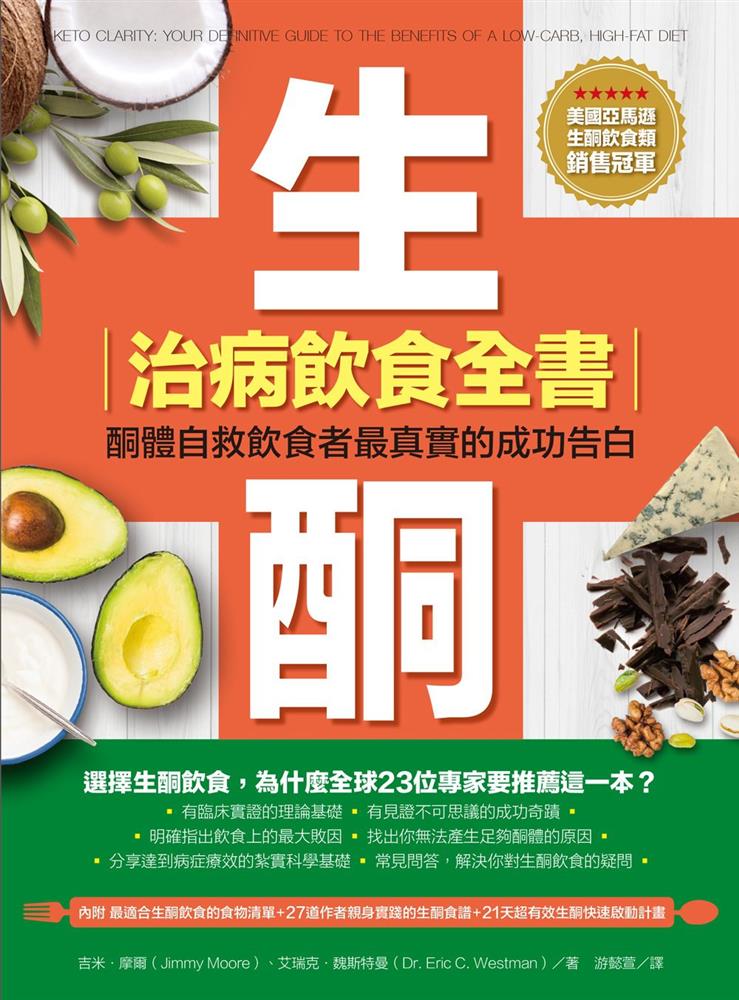 KETO CLARITY: YOUR DEFINITIVE GUIDE TO THE BENEFITS OF A LOW-CARB, HIGH-FAT DIET
★★★★★
美國亞馬遜
生酮飲食類
銷售冠軍
生
治病飲食全書
酮體自救飲食者最真實的成功告白
酮
選擇生酮飲食，為什麼全球23位專家要推薦這一本？
▪ 有臨床實證的理論基礎 ▪ 有見證不可思議的成功奇蹟 ▪
▪ 明確指出飲食上的最大敗因 ▪ 找出你無法產生足夠酮體的原因 ▪
▪ 分享達到病症療效的紮實科學基礎 ▪ 常見問答，解決你對生酮飲食的疑問 ▪
內附 最適合生酮飲食的食物清單+27道作者親身實踐的生酮食譜+21天超有效生酮快速啟動計畫
吉米．摩爾（Jimmy Moore）、艾瑞克．魏斯特曼（Dr. Eric C. Westman）／著 游懿萱／譯